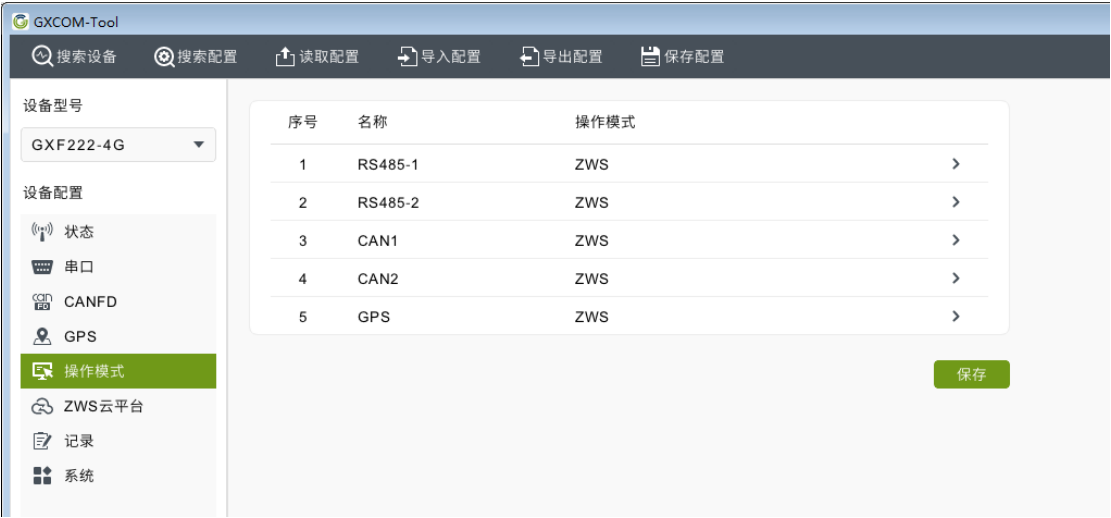 GXCOM-Tool
搜索设备 搜索配置 读取配置 导入配置 导出配置 保存配置
设备型号
GXF222-4G
设备配置
状态
串口
CAN FD CANFD
GPS
操作模式
ZWS云平台
记录
系统
序号 名称 操作模式
1 RS485-1 ZWS
2 RS485-2 ZWS
3 CAN1 ZWS
4 CAN2 ZWS
5 GPS ZWS
保存